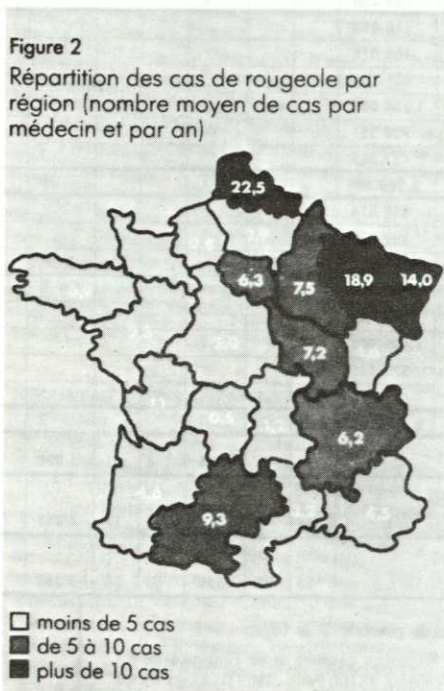 Figure 2
Répartition des cas de rougeole par
région (nombre moyen de cas par
médecin et par an)
22,5
6,3
7,5
18,9 14,0
7,2
6,2
9,3
moins de 5 cas
de 5 à 10 cas
plus de 10 cas